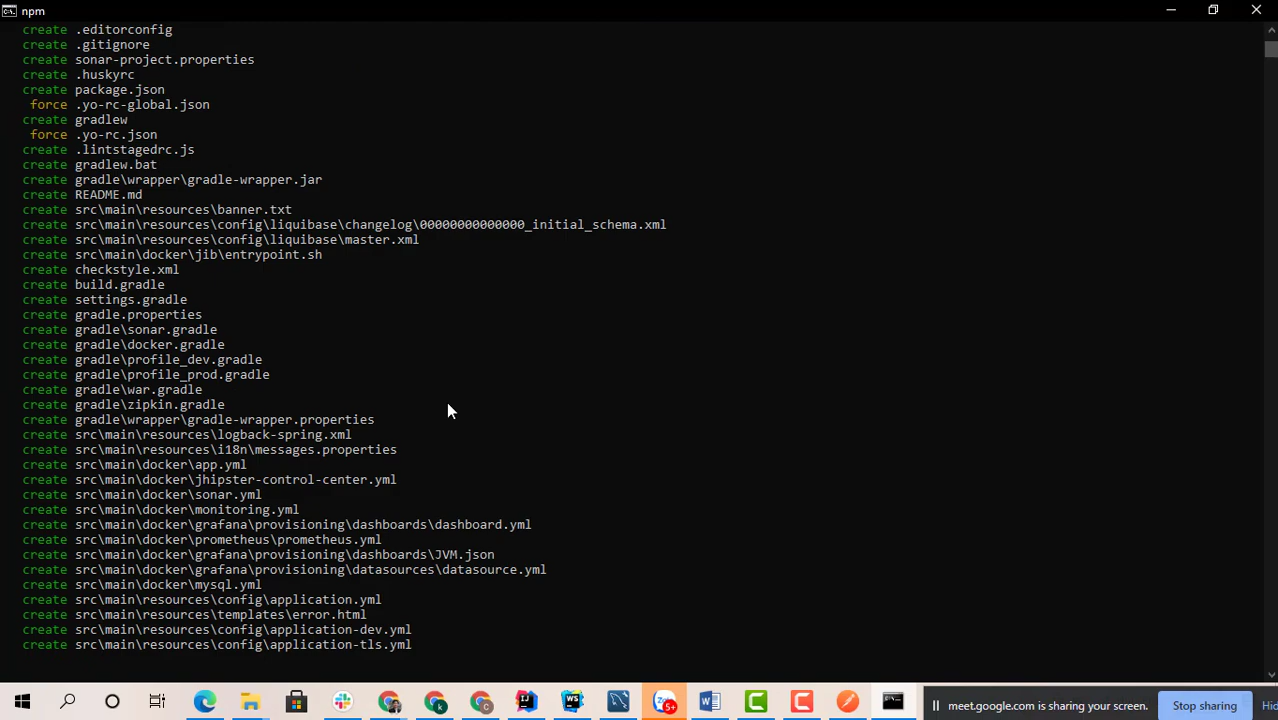 npm
create .editorconfig
create .gitignore
create sonar-project.properties
create .huskyrc
create package.json
force .yo-rc-global.json
create gradlew
force .yo-rc.json
create .lintstagedrc.js
create gradlew.bat
create gradle\wrapper\gradle-wrapper.jar
create README.md
create src\main\resources\banner.txt
create src\main\resources\config\liquibase\changelog\00000000000000_initial_schema.xml
create src\main\resources\config\liquibase\master.xml
create src\main\docker\jib\entrypoint.sh
create checkstyle.xml
create build.gradle
create settings.gradle
create gradle.properties
create gradle\sonar.gradle
create gradle\docker.gradle
create gradle\profile_dev.gradle
create gradle\profile_prod.gradle
create gradle\war.gradle
create gradle\zipkin.gradle
create gradle\wrapper\gradle-wrapper.properties
create src\main\resources\logback-spring.xml
create src\main\resources\i18n\messages.properties
create src\main\docker\app.yml
create src\main\docker\jhipster-control-center.yml
create src\main\docker\sonar.yml
create src\main\docker\monitoring.yml
create src\main\docker\grafana\provisioning\dashboards\dashboard.yml
create src\main\docker\prometheus\prometheus.yml
create src\main\docker\grafana\provisioning\dashboards\JVM.json
create src\main\docker\grafana\provisioning\datasources\datasource.yml
create src\main\docker\mysql.yml
create src\main\resources\config\application.yml
create src\main\resources\templates\error.html
create src\main\resources\config\application-dev.yml
create src\main\resources\config\application-tls.yml
meet.google.com is sharing your screen. Stop sharing Hid